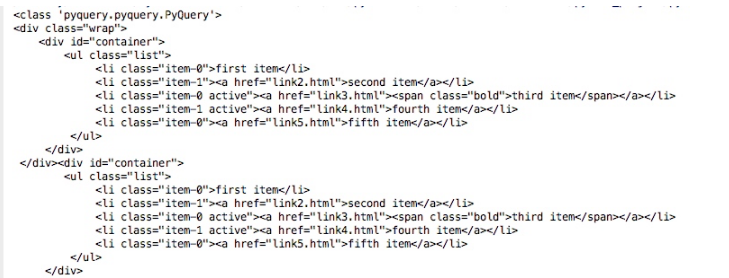 <class 'pyquery.pyquery.PyQuery'>
<div class="wrap">
<div id="container">
<ul class="list">
<li class="item-0">first item</li>
<li class="item-1"><a href="link2.html">second item</a></li>
<li class="item-0 active"><a href="link3.html"><span class="bold">third item</span></a></li>
<li class="item-1 active"><a href="link4.html">fourth item</a></li>
<li class="item-0"><a href="link5.html">fifth item</a></li>
</ul>
</div>
</div><div id="container">
<ul class="list">
<li class="item-0">first item</li>
<li class="item-1"><a href="link2.html">second item</a></li>
<li class="item-0 active"><a href="link3.html"><span class="bold">third item</span></a></li>
<li class="item-1 active"><a href="link4.html">fourth item</a></li>
<li class="item-0"><a href="link5.html">fifth item</a></li>
</ul>
</div>